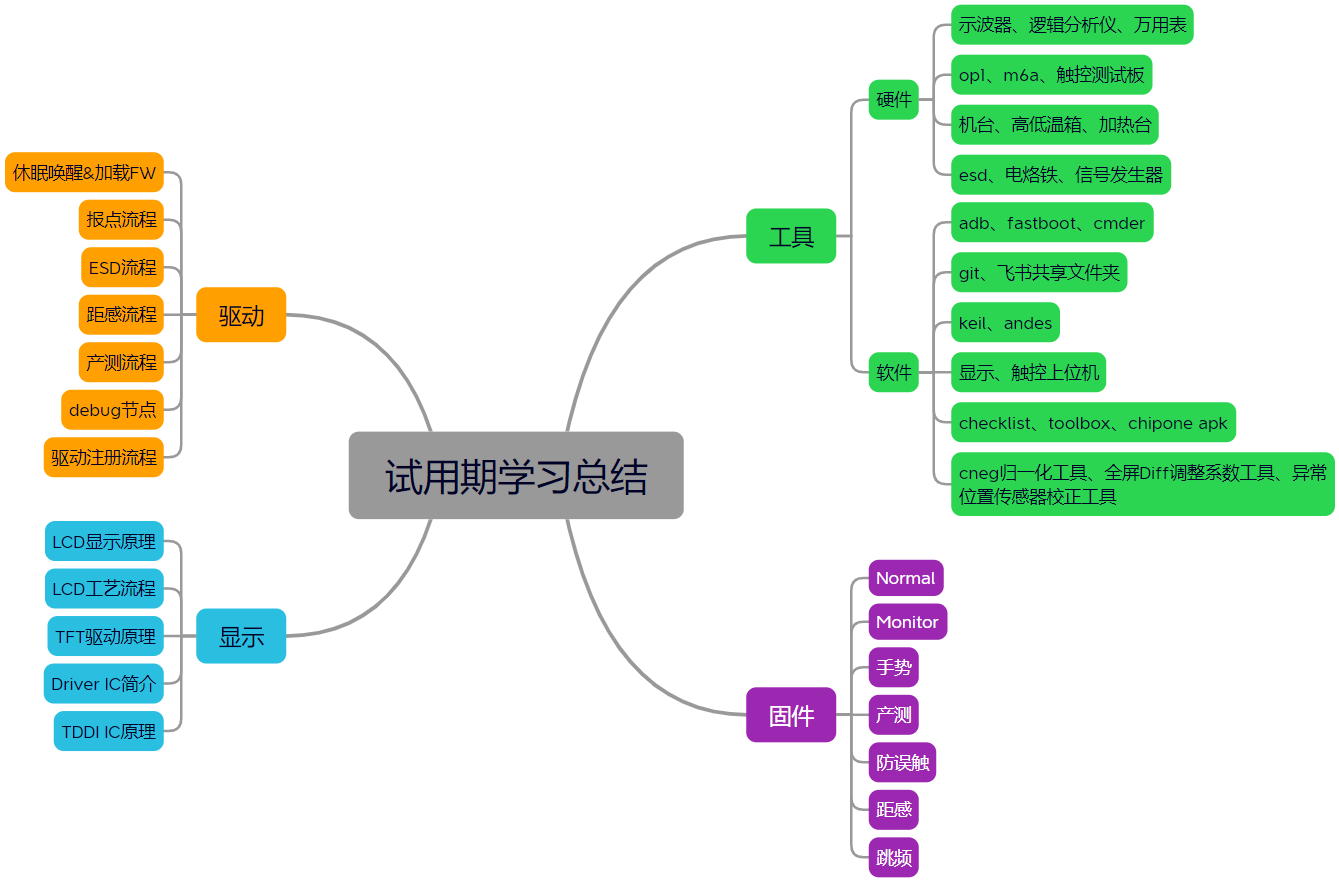 试用期学习总结
工具
硬件
示波器、逻辑分析仪、万用表
op1、m6a、触控测试板
机台、高低温箱、加热台
esd、电烙铁、信号发生器
软件
adb、fastboot、cmder
git、飞书共享文件夹
keil、andes
显示、触控上位机
checklist、toolbox、chipone apk
cneg归一化工具、全屏Diff调整系数工具、异常
位置传感器校正工具
固件
Normal
Monitor
手势
产测
防误触
距感
跳频
驱动
休眠唤醒&加载FW
报点流程
ESD流程
距感流程
产测流程
debug节点
驱动注册流程
显示
LCD显示原理
LCD工艺流程
TFT驱动原理
Driver IC简介
TDDI IC原理